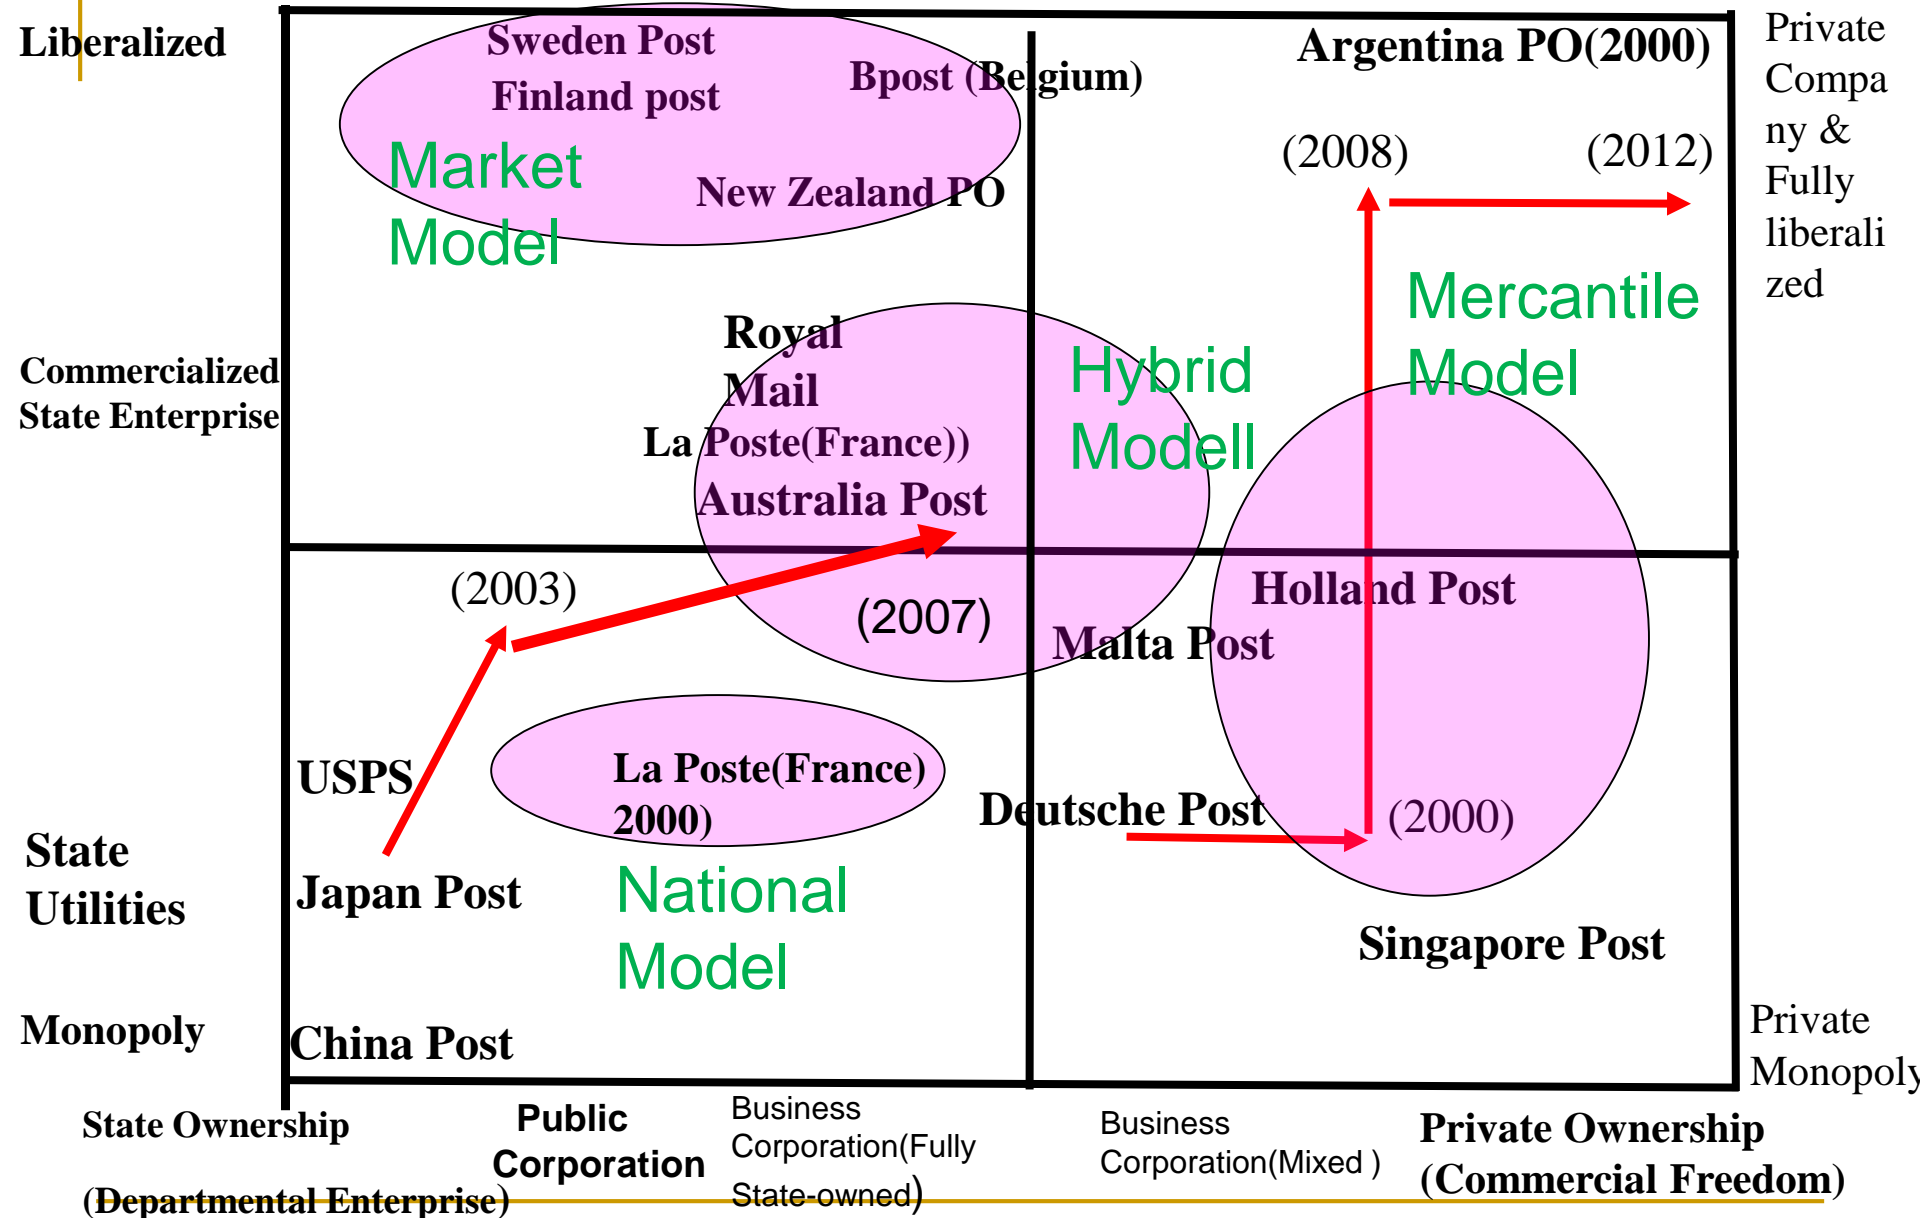 Liberalized
Sweden Post
Finland post
Bpost (Belgium)
Argentina PO(2000)
Private
Compa
ny &
Fully
liberali
zed
Market
Model
New Zealand PO
(2008)
(2012)
Mercantile
Model
Commercialized
State Enterprise
Royal
Mail
La Poste(France))
Australia Post
Hybrid
Modell
(2003)
(2007)
Holland Post
Malta Post
USPS
La Poste(France)
2000)
Deutsche Post
(2000)
State
Utilities
Japan Post
National
Model
Singapore Post
Monopoly
China Post
Private
Monopoly
State Ownership
(Departmental Enterprise)
Public
Corporation
Business
Corporation(Fully
State-owned)
Business
Corporation(Mixed )
Private Ownership
(Commercial Freedom)